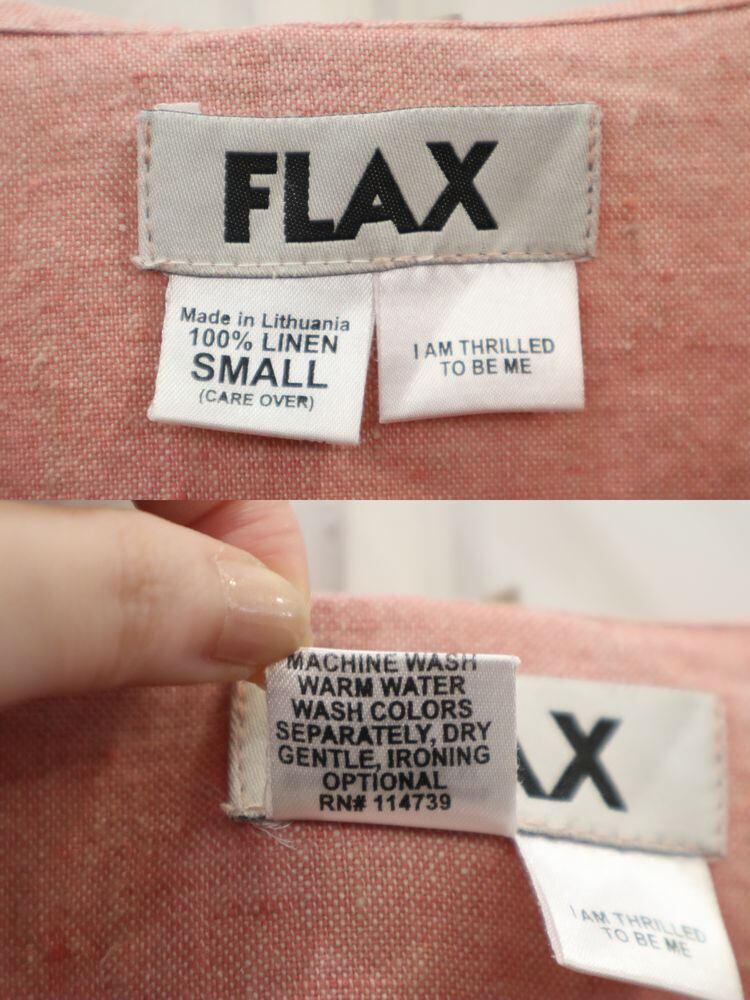 FLAX
Made in Lithuania
100% LINEN
SMALL
(CARE OVER)
I AM THRILLED
TO BE ME
MACHINE WASH
WARM WATER
WASH COLORS
SEPARATELY, DRY
GENTLE, IRONING
OPTIONAL
RN# 114739
AX
I AM THRILLED
TO BE ME